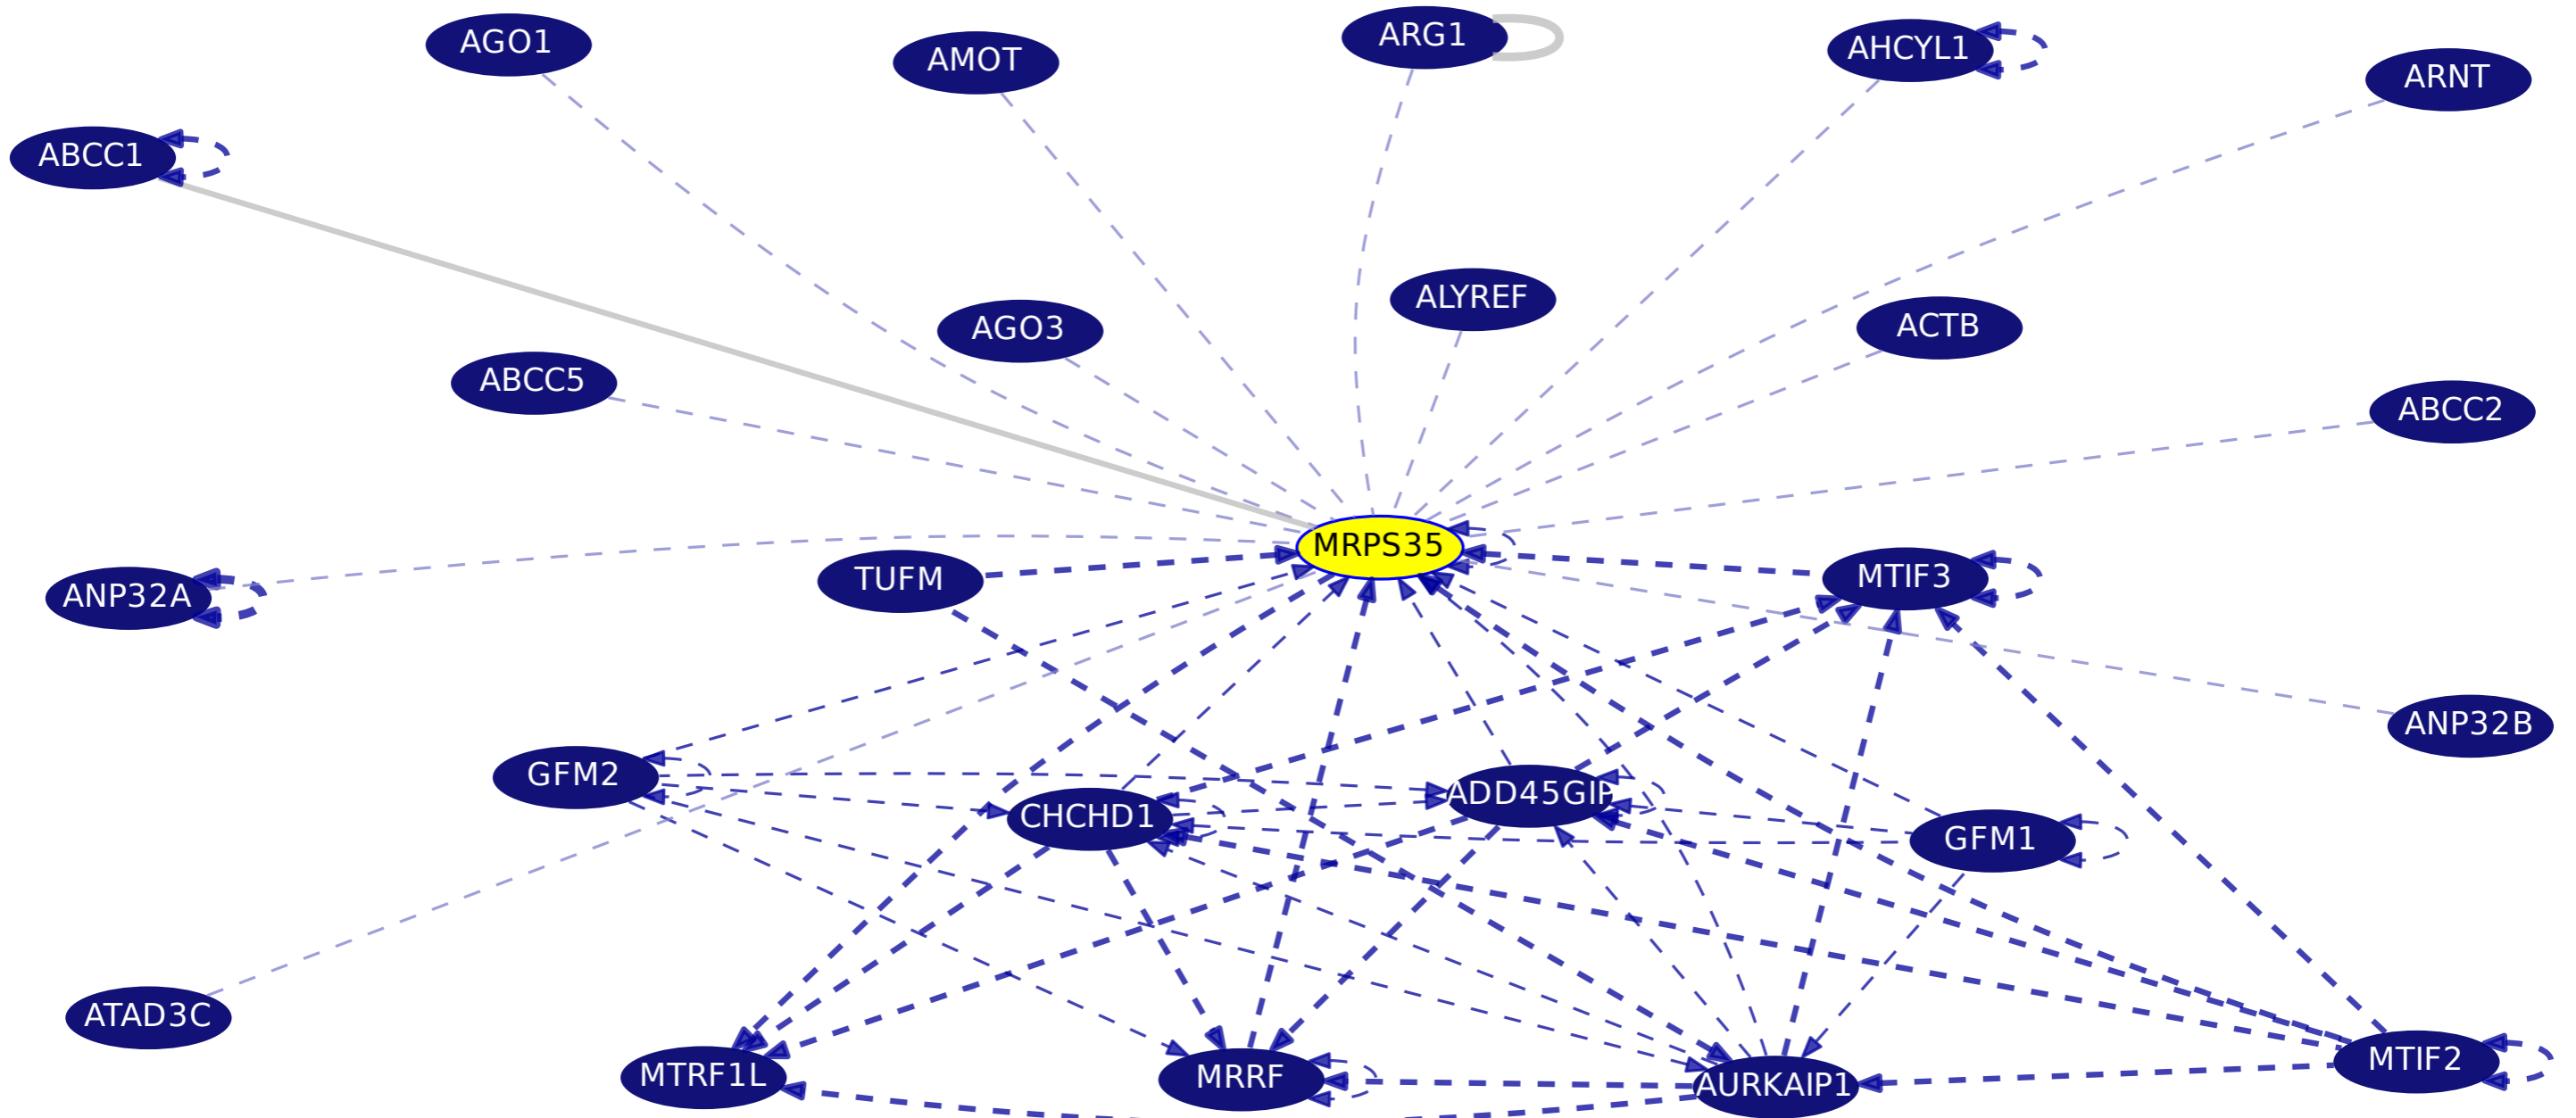 ARG1
AGO1
AHCYL1
AMOT
ARNT
ABCC1
ALYREF
ACTB
AGO3
ABCC5
ABCC2
MRPS35
TUFM
MTIF3
ANP32A
ANP32B
GFM2
ADD45GIP
CHCHD1
GFM1
ATAD3C
MTIF2
MTRF1L
MRRF
AURKAIP1